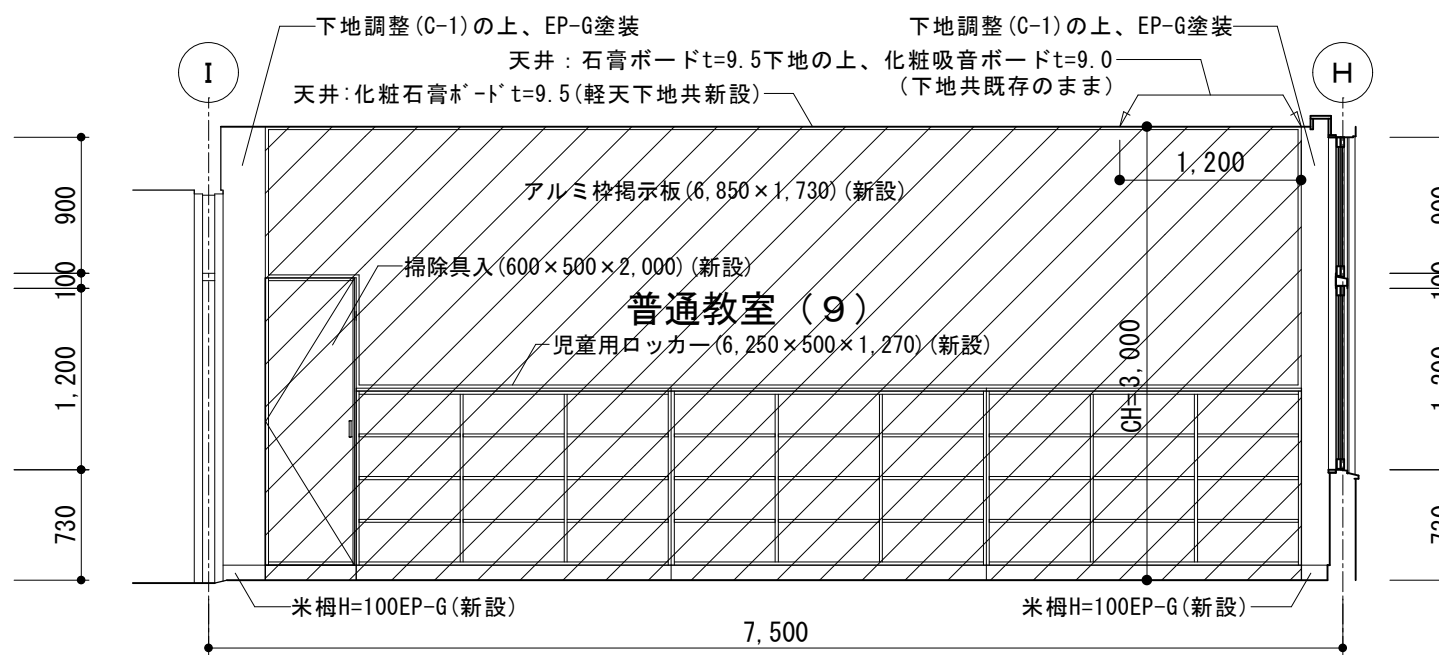 下地調整(C-1)の上、EP-G塗装
下地調整(C-1)の上、EP-G塗装
天井：石膏ボードt=9.5下地の上、化粧吸音ボードt=9.0
(下地共既存のまま)
天井:化粧石膏ﾎﾞｰﾄﾞt=9.5(軽天下地共新設)
I
H
1,200
900
100
1,200
730
アルミ枠掲示板(6,850×1,730)(新設)
掃除具入(600×500×2,000)(新設)
普通教室（９）
児童用ロッカー(6,250×500×1,270)(新設)
CH=3,000
900
100
1,200
730
米栂H=100EP-G(新設)
米栂H=100EP-G(新設)
7,500